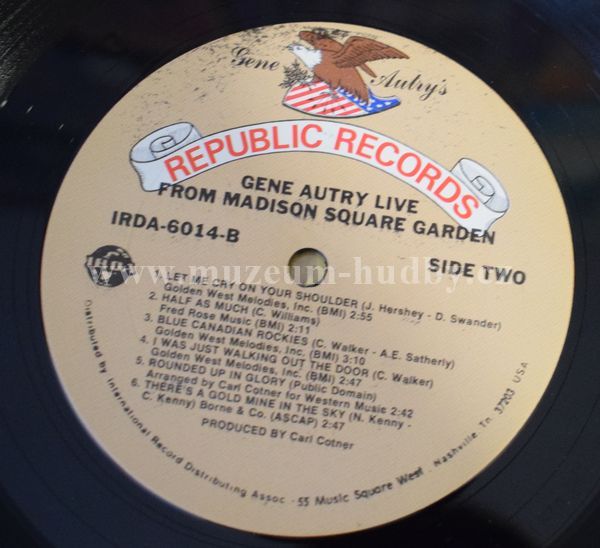 Gene Autry's
REPUBLIC RECORDS
GENE AUTRY LIVE
FROM MADISON SQUARE GARDEN
IRDA-6014-B
SIDE TWO
IRDA
1. LET ME CRY ON YOUR SHOULDER (J. Hershey - D. Swander)
Golden West Melodies, Inc. (BMI) 2:55
2. HALF AS MUCH (C. Williams)
Fred Rose Music (BMI) 2:11
3. BLUE CANADIAN ROCKIES (C. Walker - A.E. Satherly)
Golden West Melodies, Inc. (BMI) 3:10
4. I WAS JUST WALKING OUT THE DOOR (C. Walker)
Golden West Melodies, Inc. (BMI) 2:47
5. ROUNDED UP IN GLORY (Public Domain)
Arranged by Carl Cotner for Western Music 2:42
6. THERE'S A GOLD MINE IN THE SKY (N. Kenny -
C. Kenny) Borne & Co. (ASCAP) 2:47
PRODUCED BY Carl Cotner
Distributed by International Record Distributing Assoc - 55 Music Square West, Nashville, Tn. 37203 USA
www.muzeum-hudby.cz